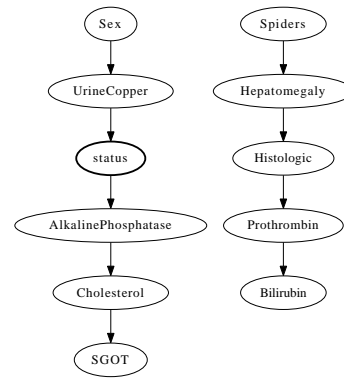 Sex
UrineCopper
status
AlkalinePhosphatase
Cholesterol
SGOT
Spiders
Hepatomegaly
Histologic
Prothrombin
Bilirubin